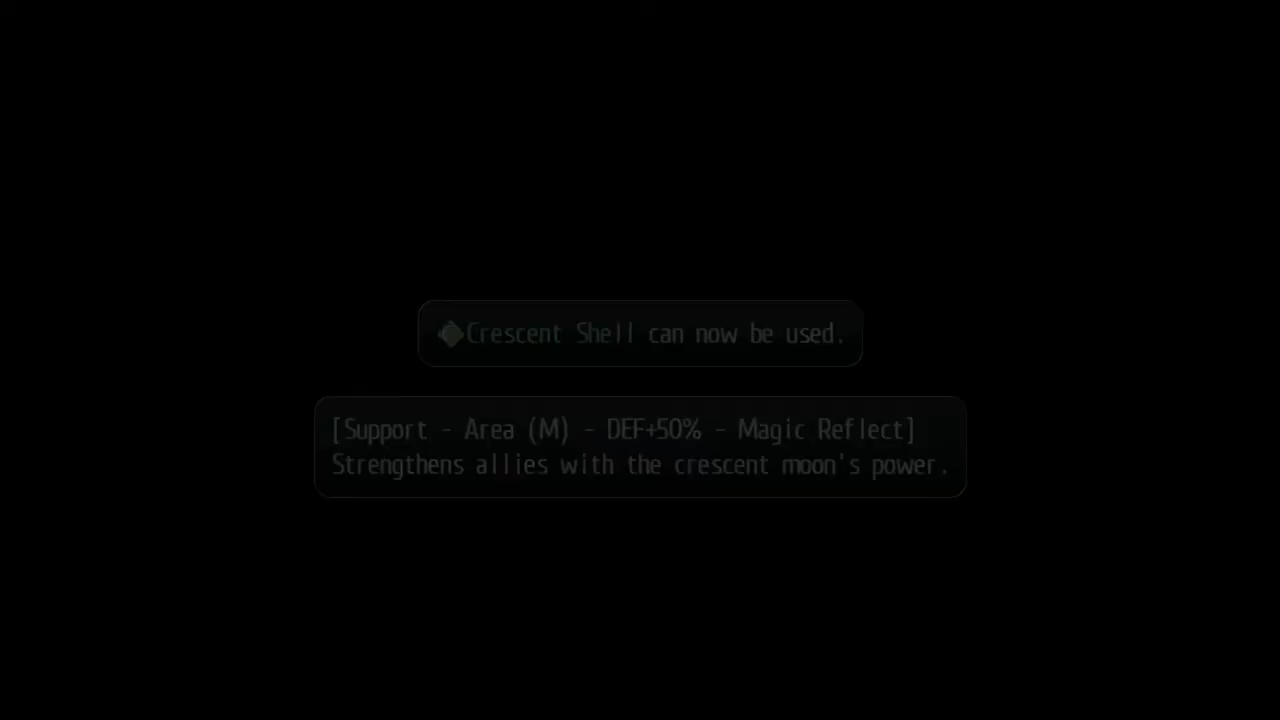 Crescent Shell can now be used.
[Support - Area (M) - DEF+50% - Magic Reflect]
Strengthens allies with the crescent moon's power.